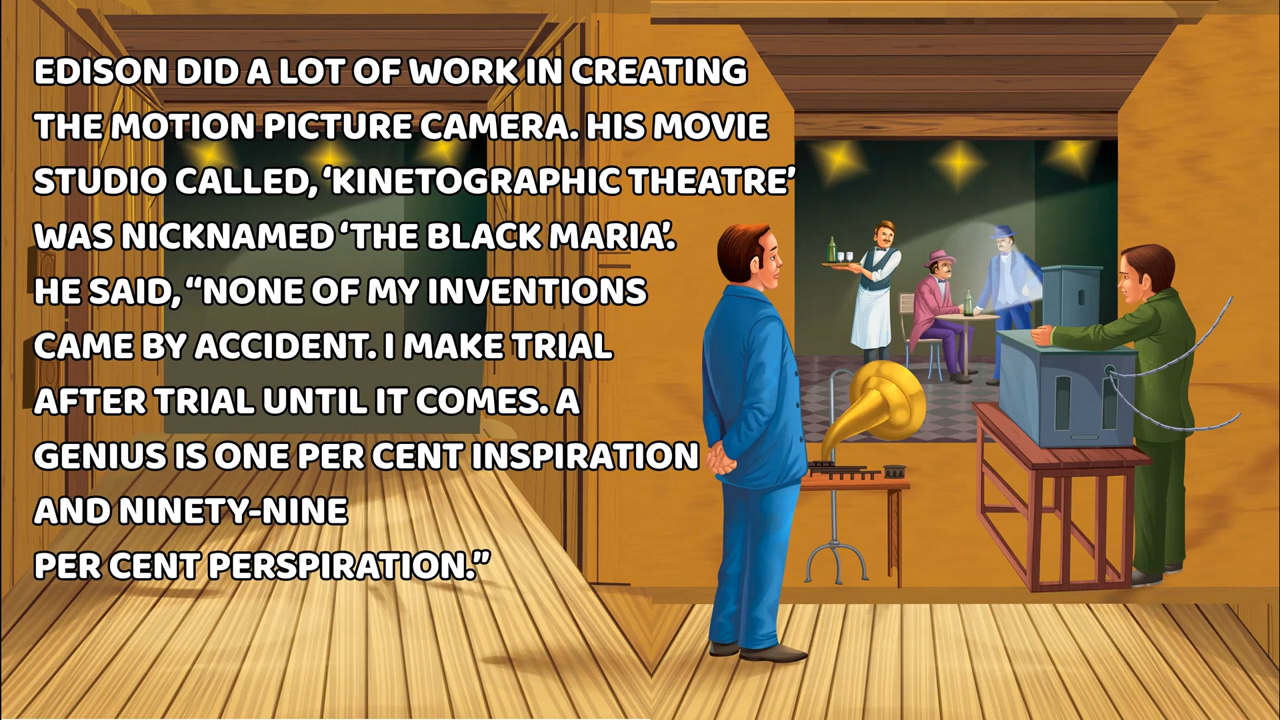 EDISON DID A LOT OF WORK IN CREATING
THE MOTION PICTURE CAMERA. HIS MOVIE
STUDIO CALLED, ‘KINETOGRAPHIC THEATRE’
WAS NICKNAMED ‘THE BLACK MARIA’.
HE SAID, “NONE OF MY INVENTIONS
CAME BY ACCIDENT. I MAKE TRIAL
AFTER TRIAL UNTIL IT COMES. A
GENIUS IS ONE PER CENT INSPIRATION
AND NINETY-NINE
PER CENT PERSPIRATION.”